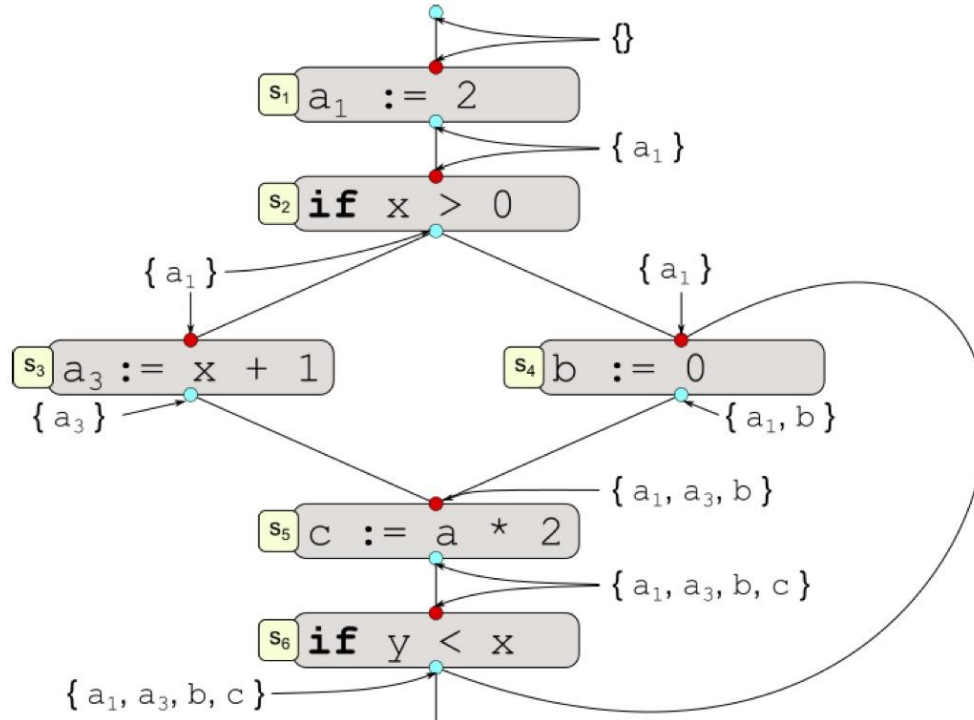 {}
s₁ a₁ := 2
{ a₁ }
s₂ if x > 0
{ a₁ }
{ a₁ }
s₃ a₃ := x + 1
s₄ b := 0
{ a₃ }
{ a₁, b }
{ a₁, a₃, b }
s₅ c := a * 2
{ a₁, a₃, b, c }
s₆ if y < x
{ a₁, a₃, b, c }